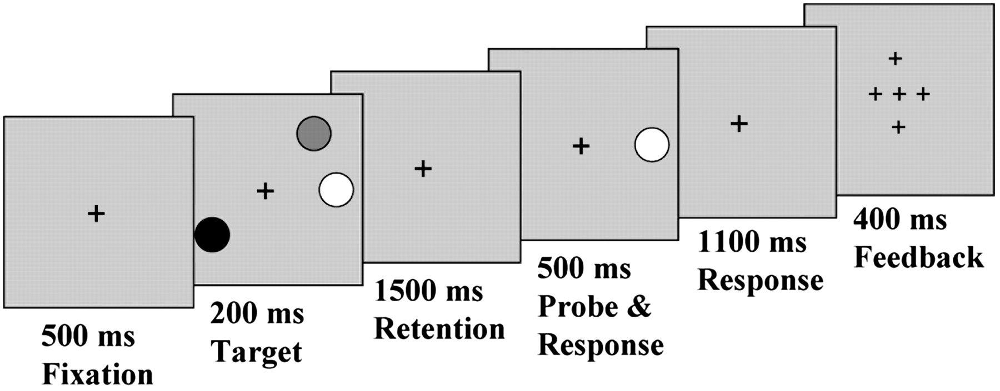 500 ms
Fixation
200 ms
Target
1500 ms
Retention
500 ms
Probe &
Response
1100 ms
Response
400 ms
Feedback